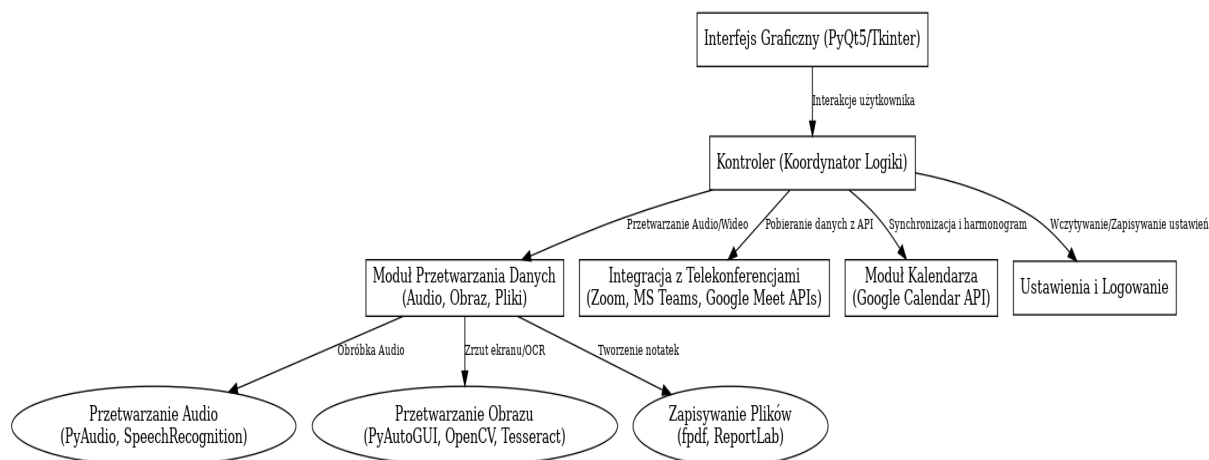 Interfejs Graficzny (PyQt5/Tkinter)
Interakcje użytkownika
Kontroler (Koordynator Logiki)
Przetwarzanie Audio/Wideo
Pobieranie danych z API
Synchronizacja i harmonogram
Wczytywanie/Zapisywanie ustawień
Moduł Przetwarzania Danych
(Audio, Obraz, Pliki)
Integracja z Telekonferencjami
(Zoom, MS Teams, Google Meet APIs)
Moduł Kalendarza
(Google Calendar API)
Ustawienia i Logowanie
Obróbka Audio
Zrzut ekranu/OCR
Tworzenie notatek
Przetwarzanie Audio
(PyAudio, SpeechRecognition)
Przetwarzanie Obrazu
(PyAutoGUI, OpenCV, Tesseract)
Zapisywanie Plików
(fpdf, ReportLab)